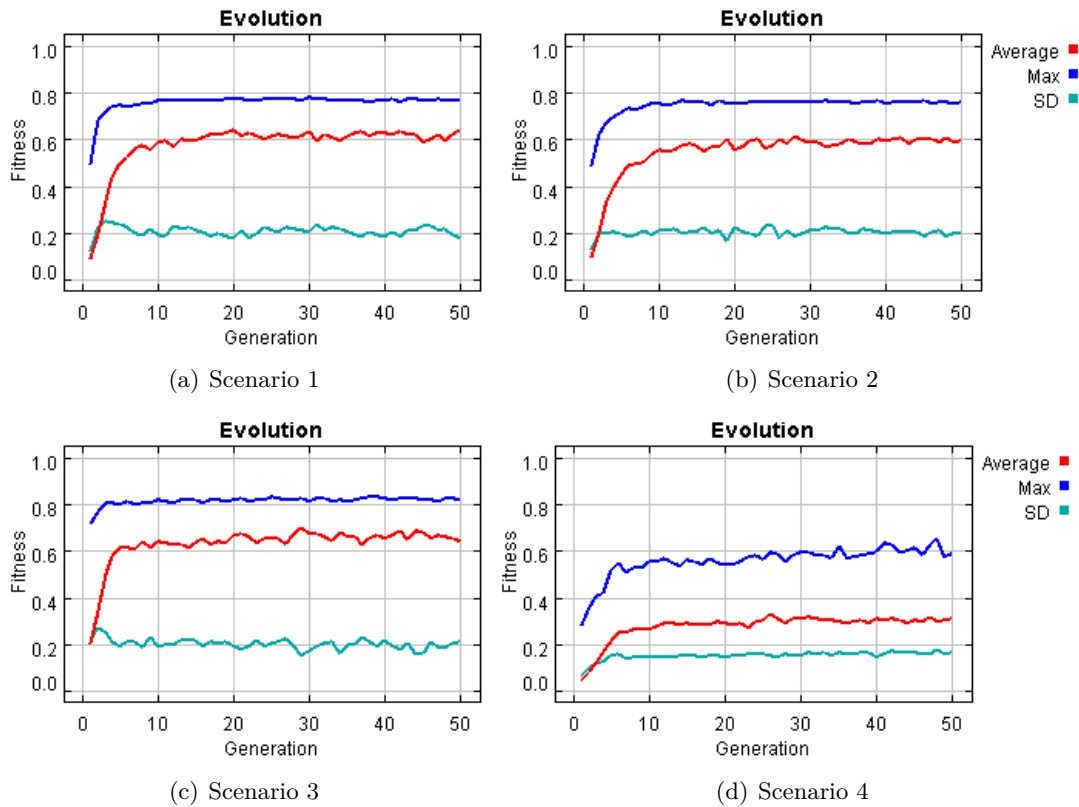 Evolution
1.0
0.8
0.6
0.4
0.2
0.0
Fitness
0 10 20 30 40 50
Generation
(a) Scenario 1
Evolution
1.0
0.8
0.6
0.4
0.2
0.0
Fitness
0 10 20 30 40 50
Generation
Average
Max
SD
(b) Scenario 2
Evolution
1.0
0.8
0.6
0.4
0.2
0.0
Fitness
0 10 20 30 40 50
Generation
(c) Scenario 3
Evolution
1.0
0.8
0.6
0.4
0.2
0.0
Fitness
0 10 20 30 40 50
Generation
Average
Max
SD
(d) Scenario 4